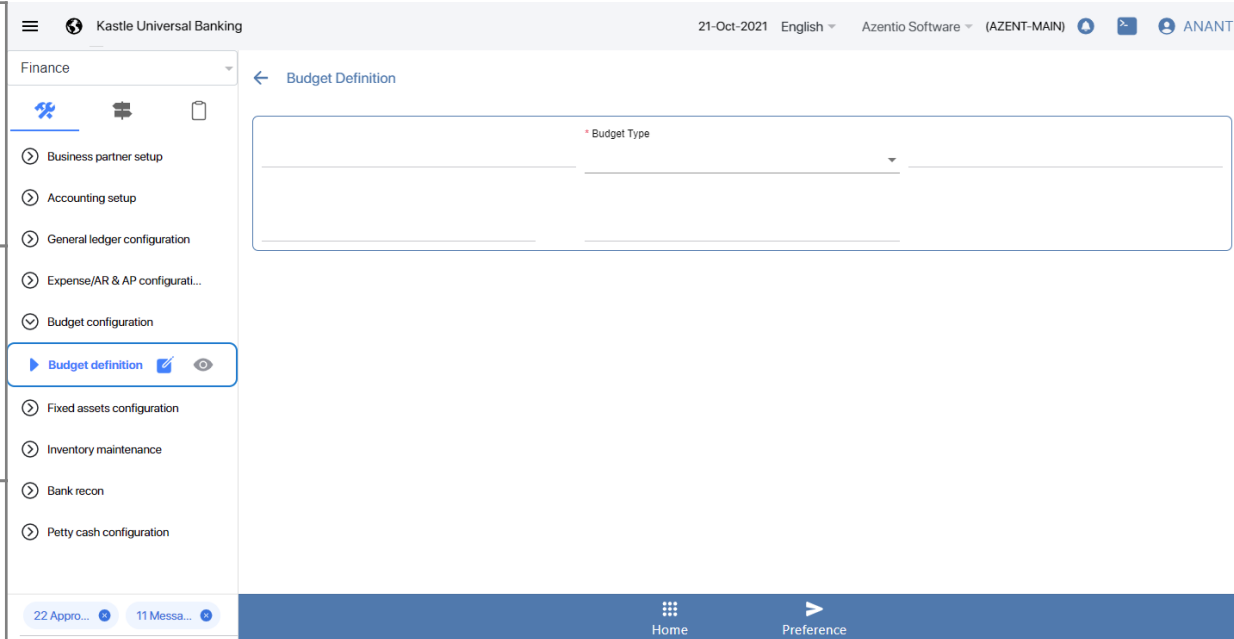 Kastle Universal Banking
21-Oct-2021 English Azentio Software (AZENT-MAIN) ANANT
Finance
Budget Definition
* Budget Type
Business partner setup
Accounting setup
General ledger configuration
Expense/AR & AP configurati...
Budget configuration
Budget definition
Fixed assets configuration
Inventory maintenance
Bank recon
Petty cash configuration
22 Appro...
11 Messa...
Home
Preference